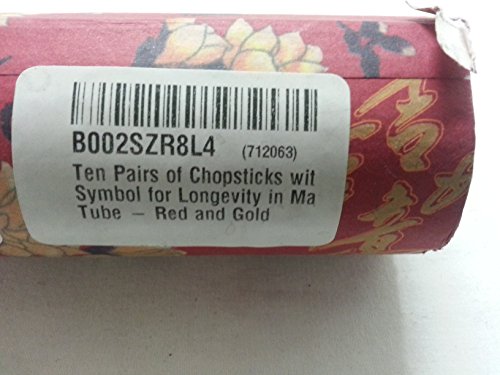 B002SZR8L4 (712063)
Ten Pairs of Chopsticks wit
Symbol for Longevity in Ma
Tube – Red and Gold